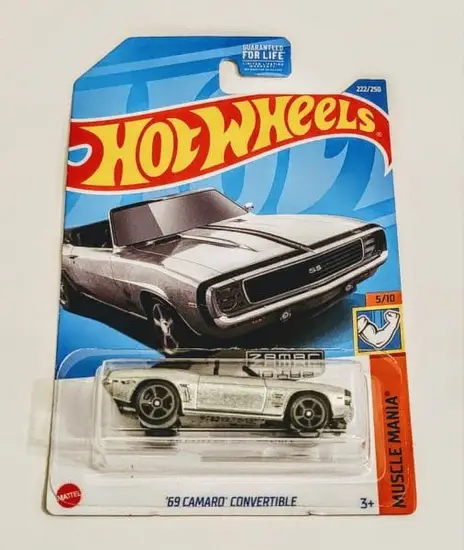 GUARANTEED
FOR LIFE
222/250
HOT WHEELS
SS
5/10
ZAMAC
MUSCLE MANIA®
MATTEL
'69 CAMARO® CONVERTIBLE
3+